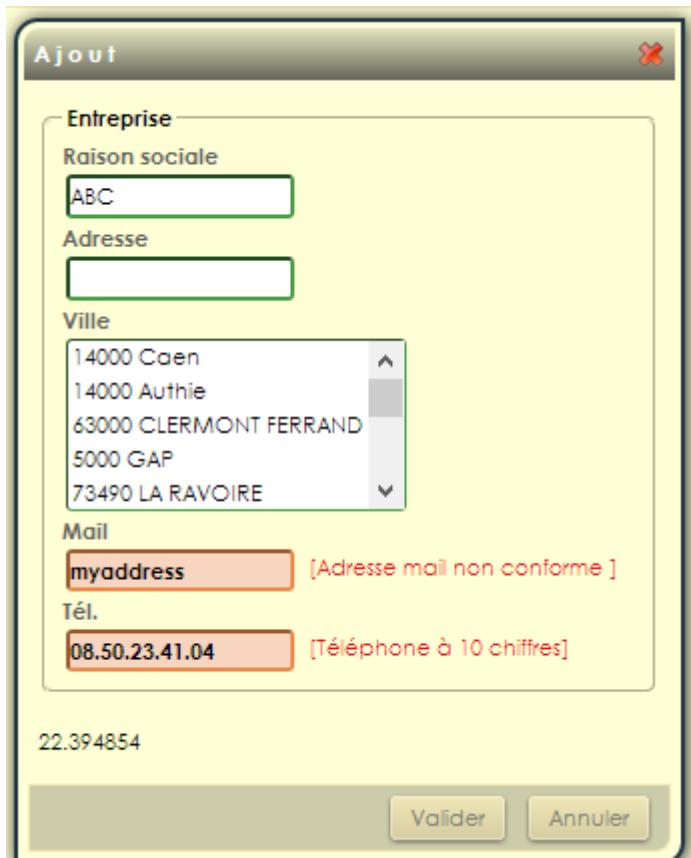 Ajout
Entreprise
Raison sociale
ABC
Adresse
Ville
14000 Caen
14000 Authie
63000 CLERMONT FERRAND
5000 GAP
73490 LA RAVOIRE
Mail
myaddress [Adresse mail non conforme ]
Tél.
08.50.23.41.04 [Téléphone à 10 chiffres]
22.394854
Valider Annuler